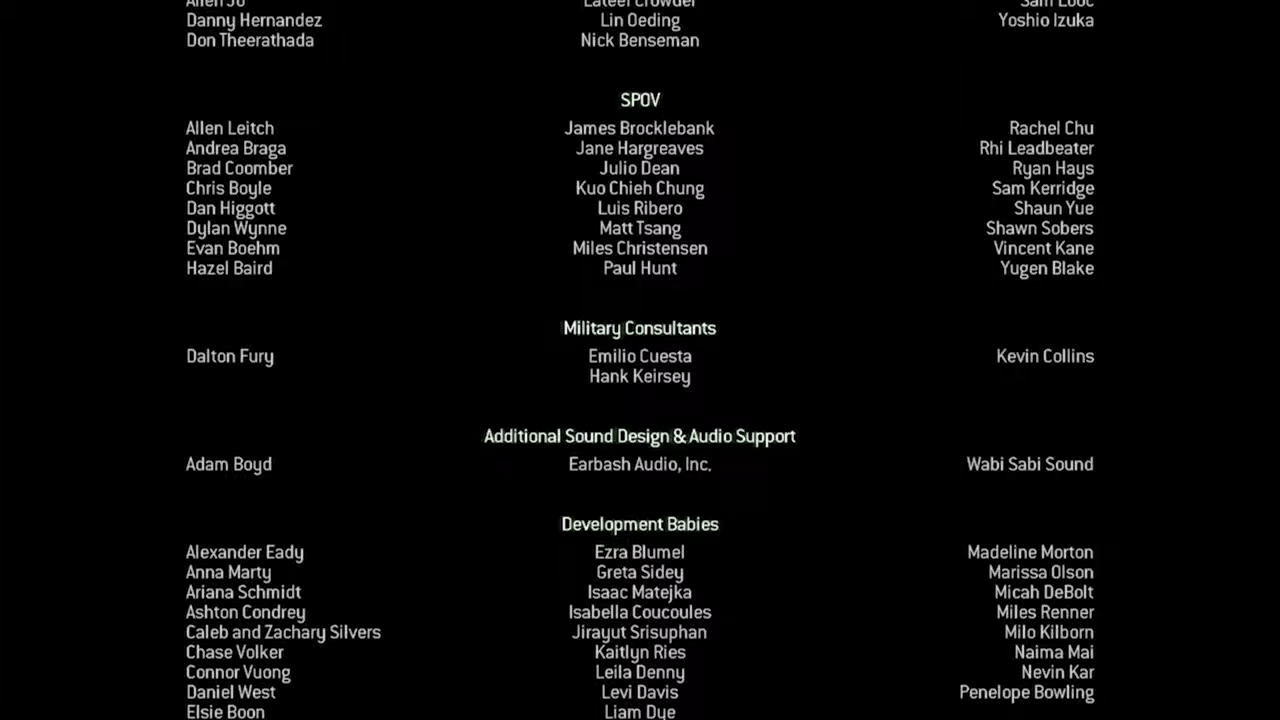 Allen Jo Lateef Crowder Sam Looc
Danny Hernandez Lin Oeding Yoshio Izuka
Don Theerathada Nick Benseman
SPOV
Allen Leitch James Brocklebank Rachel Chu
Andrea Braga Jane Hargreaves Rhi Leadbeater
Brad Coomber Julio Dean Ryan Hays
Chris Boyle Kuo Chieh Chung Sam Kerridge
Dan Higgott Luis Ribero Shaun Yue
Dylan Wynne Matt Tsang Shawn Sobers
Evan Boehm Miles Christensen Vincent Kane
Hazel Baird Paul Hunt Yugen Blake
Military Consultants
Dalton Fury Emilio Cuesta Kevin Collins
Hank Keirsey
Additional Sound Design & Audio Support
Adam Boyd Earbash Audio, Inc. Wabi Sabi Sound
Development Babies
Alexander Eady Ezra Blumel Madeline Morton
Anna Marty Greta Sidey Marissa Olson
Ariana Schmidt Isaac Matejka Micah DeBolt
Ashton Condrey Isabella Coucoules Miles Renner
Caleb and Zachary Silvers Jirayut Srisuphan Milo Kilborn
Chase Volker Kaitlyn Ries Naima Mai
Connor Vuong Leila Denny Nevin Kar
Daniel West Levi Davis Penelope Bowling
Elsie Boon Liam Dye